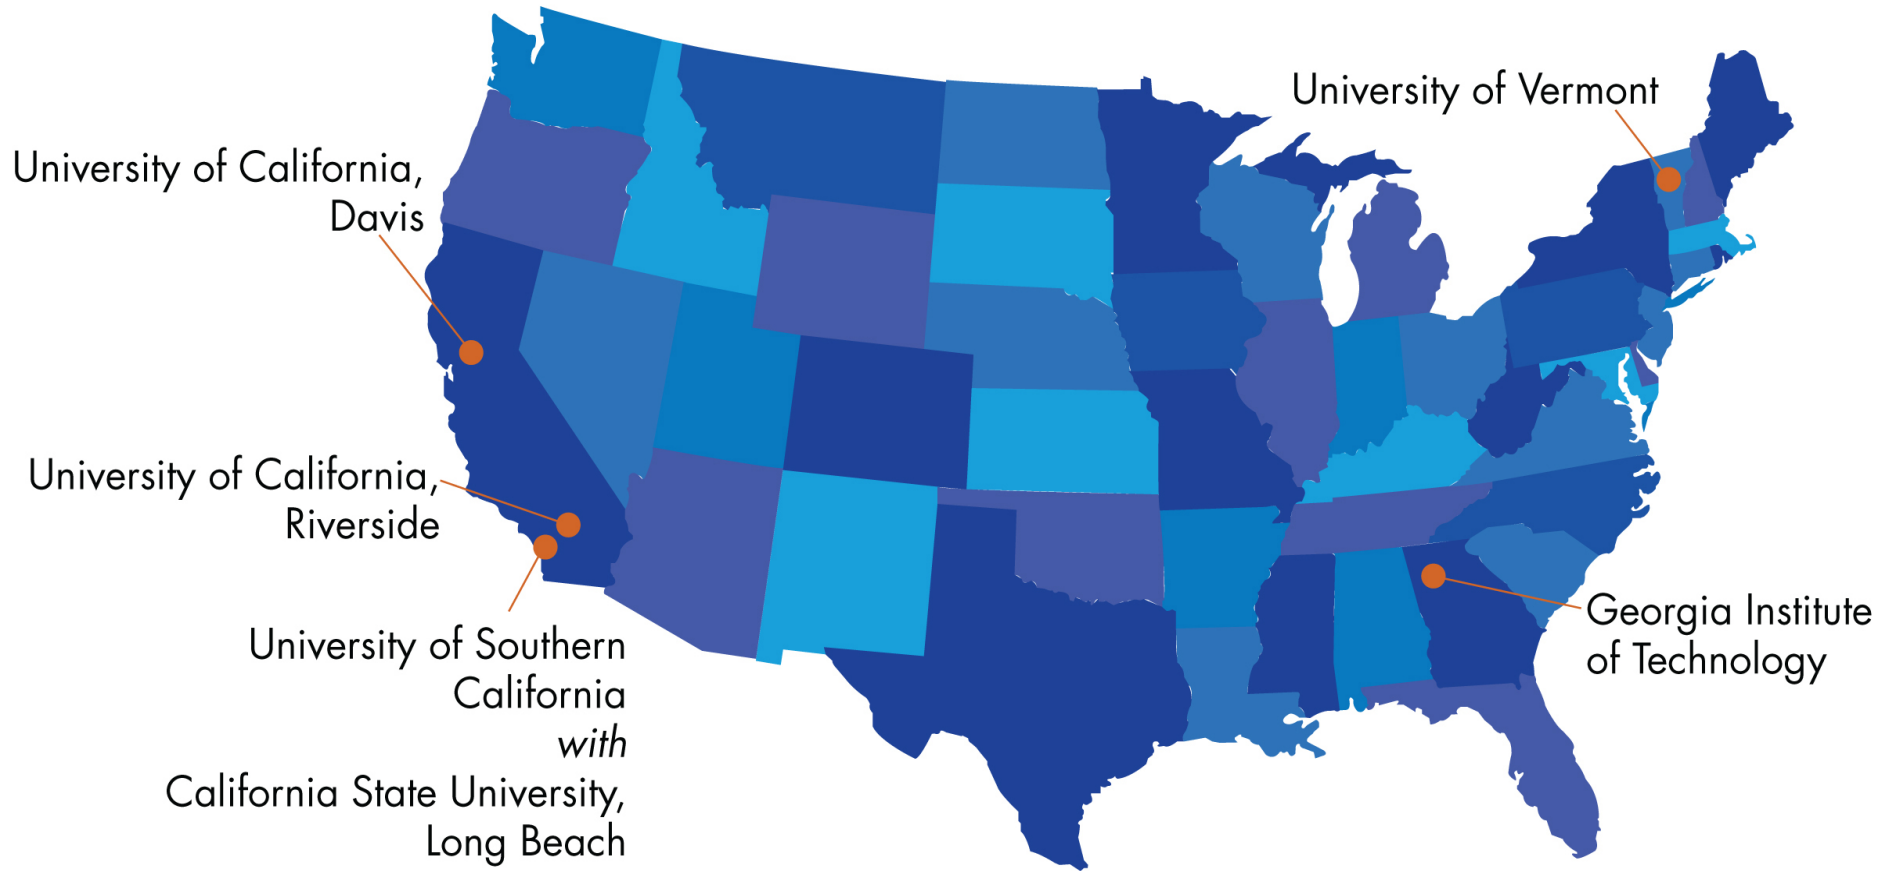 University of Vermont
University of California,
Davis
University of California,
Riverside
University of Southern
California
with
California State University,
Long Beach
Georgia Institute
of Technology